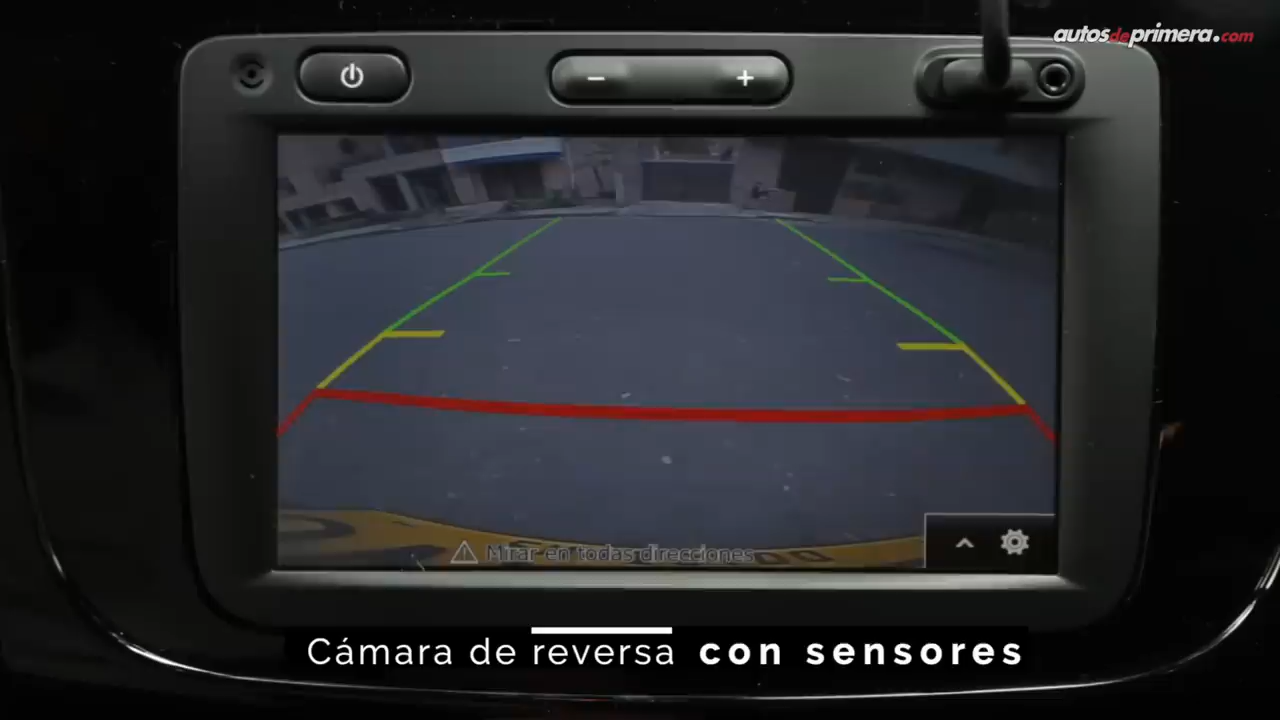 autosdeprimera.com
Mirar en todas direcciones
Cámara de reversa con sensores